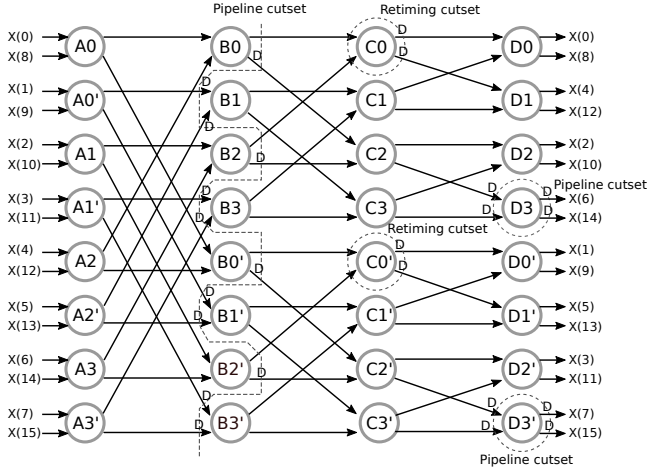 Pipeline cutset
Retiming cutset
X(0) A0 B0 C0 D D0 X(0)
X(8) D D X(8)
X(1) A0' D B1 C1 D1 X(4)
X(9) D X(12)
X(2) A1 B2 C2 D2 X(2)
X(10) D X(10)
Pipeline cutset
X(3) A1' D B3 C3 D D3 D X(6)
X(11) D D D X(14)
Retiming cutset
X(4) A2 B0' C0' D D0' X(1)
X(12) D D X(9)
X(5) A2' D B1' C1' D1' X(5)
X(13) D X(13)
X(6) A3 B2' C2' D2' X(3)
X(14) D X(11)
X(7) A3' D B3' C3' D D3' D X(7)
X(15) D D D X(15)
Pipeline cutset